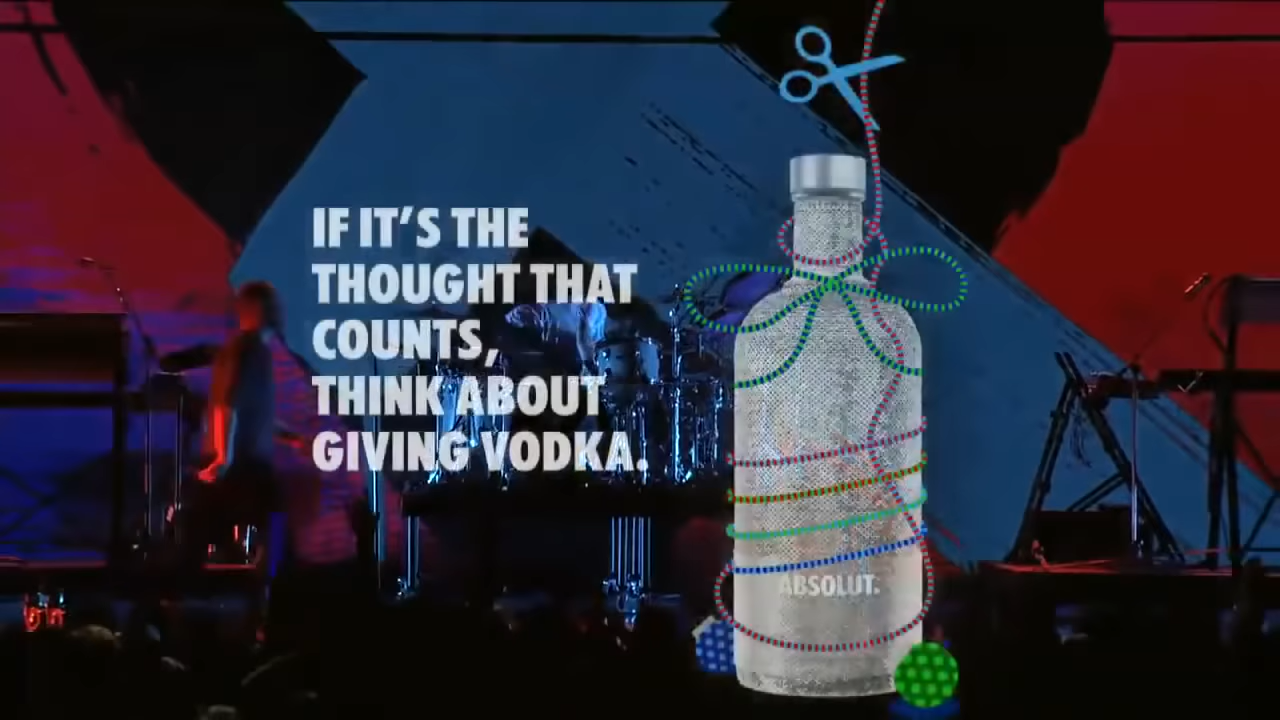 IF IT'S THE
THOUGHT THAT
COUNTS,
THINK ABOUT
GIVING VODKA.
ABSOLUT.